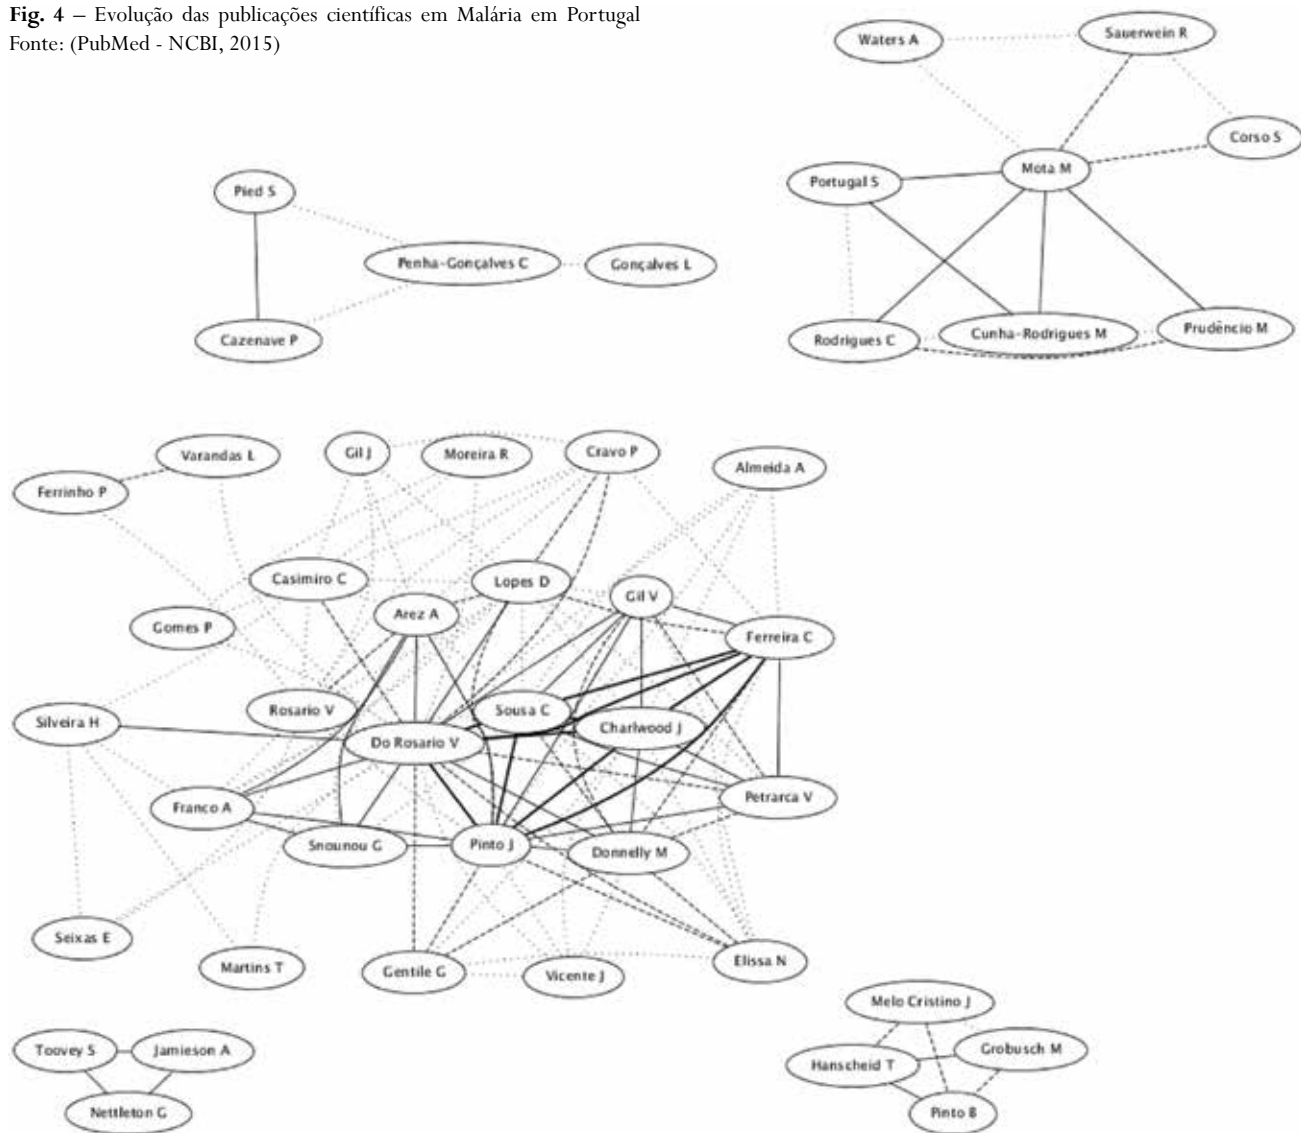 Fig. 4 – Evolução das publicações científicas em Malária em Portugal
Fonte: (PubMed - NCBI, 2015)
Waters A
Sauerwein R
Corso S
Mota M
Portugal S
Rodrigues C
Cunha-Rodrigues M
Prudêncio M
Pied S
Penha-Gonçalves C
Gonçalves L
Cazenave P
Varandas L
Gil J
Moreira R
Cravo P
Almeida A
Ferrinho P
Casimiro C
Lopes D
Gil V
Arez A
Gomes P
Ferreira C
Rosario V
Sousa C
Silveira H
Charlwood J
Do Rosario V
Petrarca V
Franco A
Snounou G
Pinto J
Donnelly M
Seixas E
Martins T
Gentile G
Vicente J
Elissa N
Melo Cristino J
Toovey S
Jamieson A
Grobusch M
Hanscheid T
Nettleton G
Pinto B